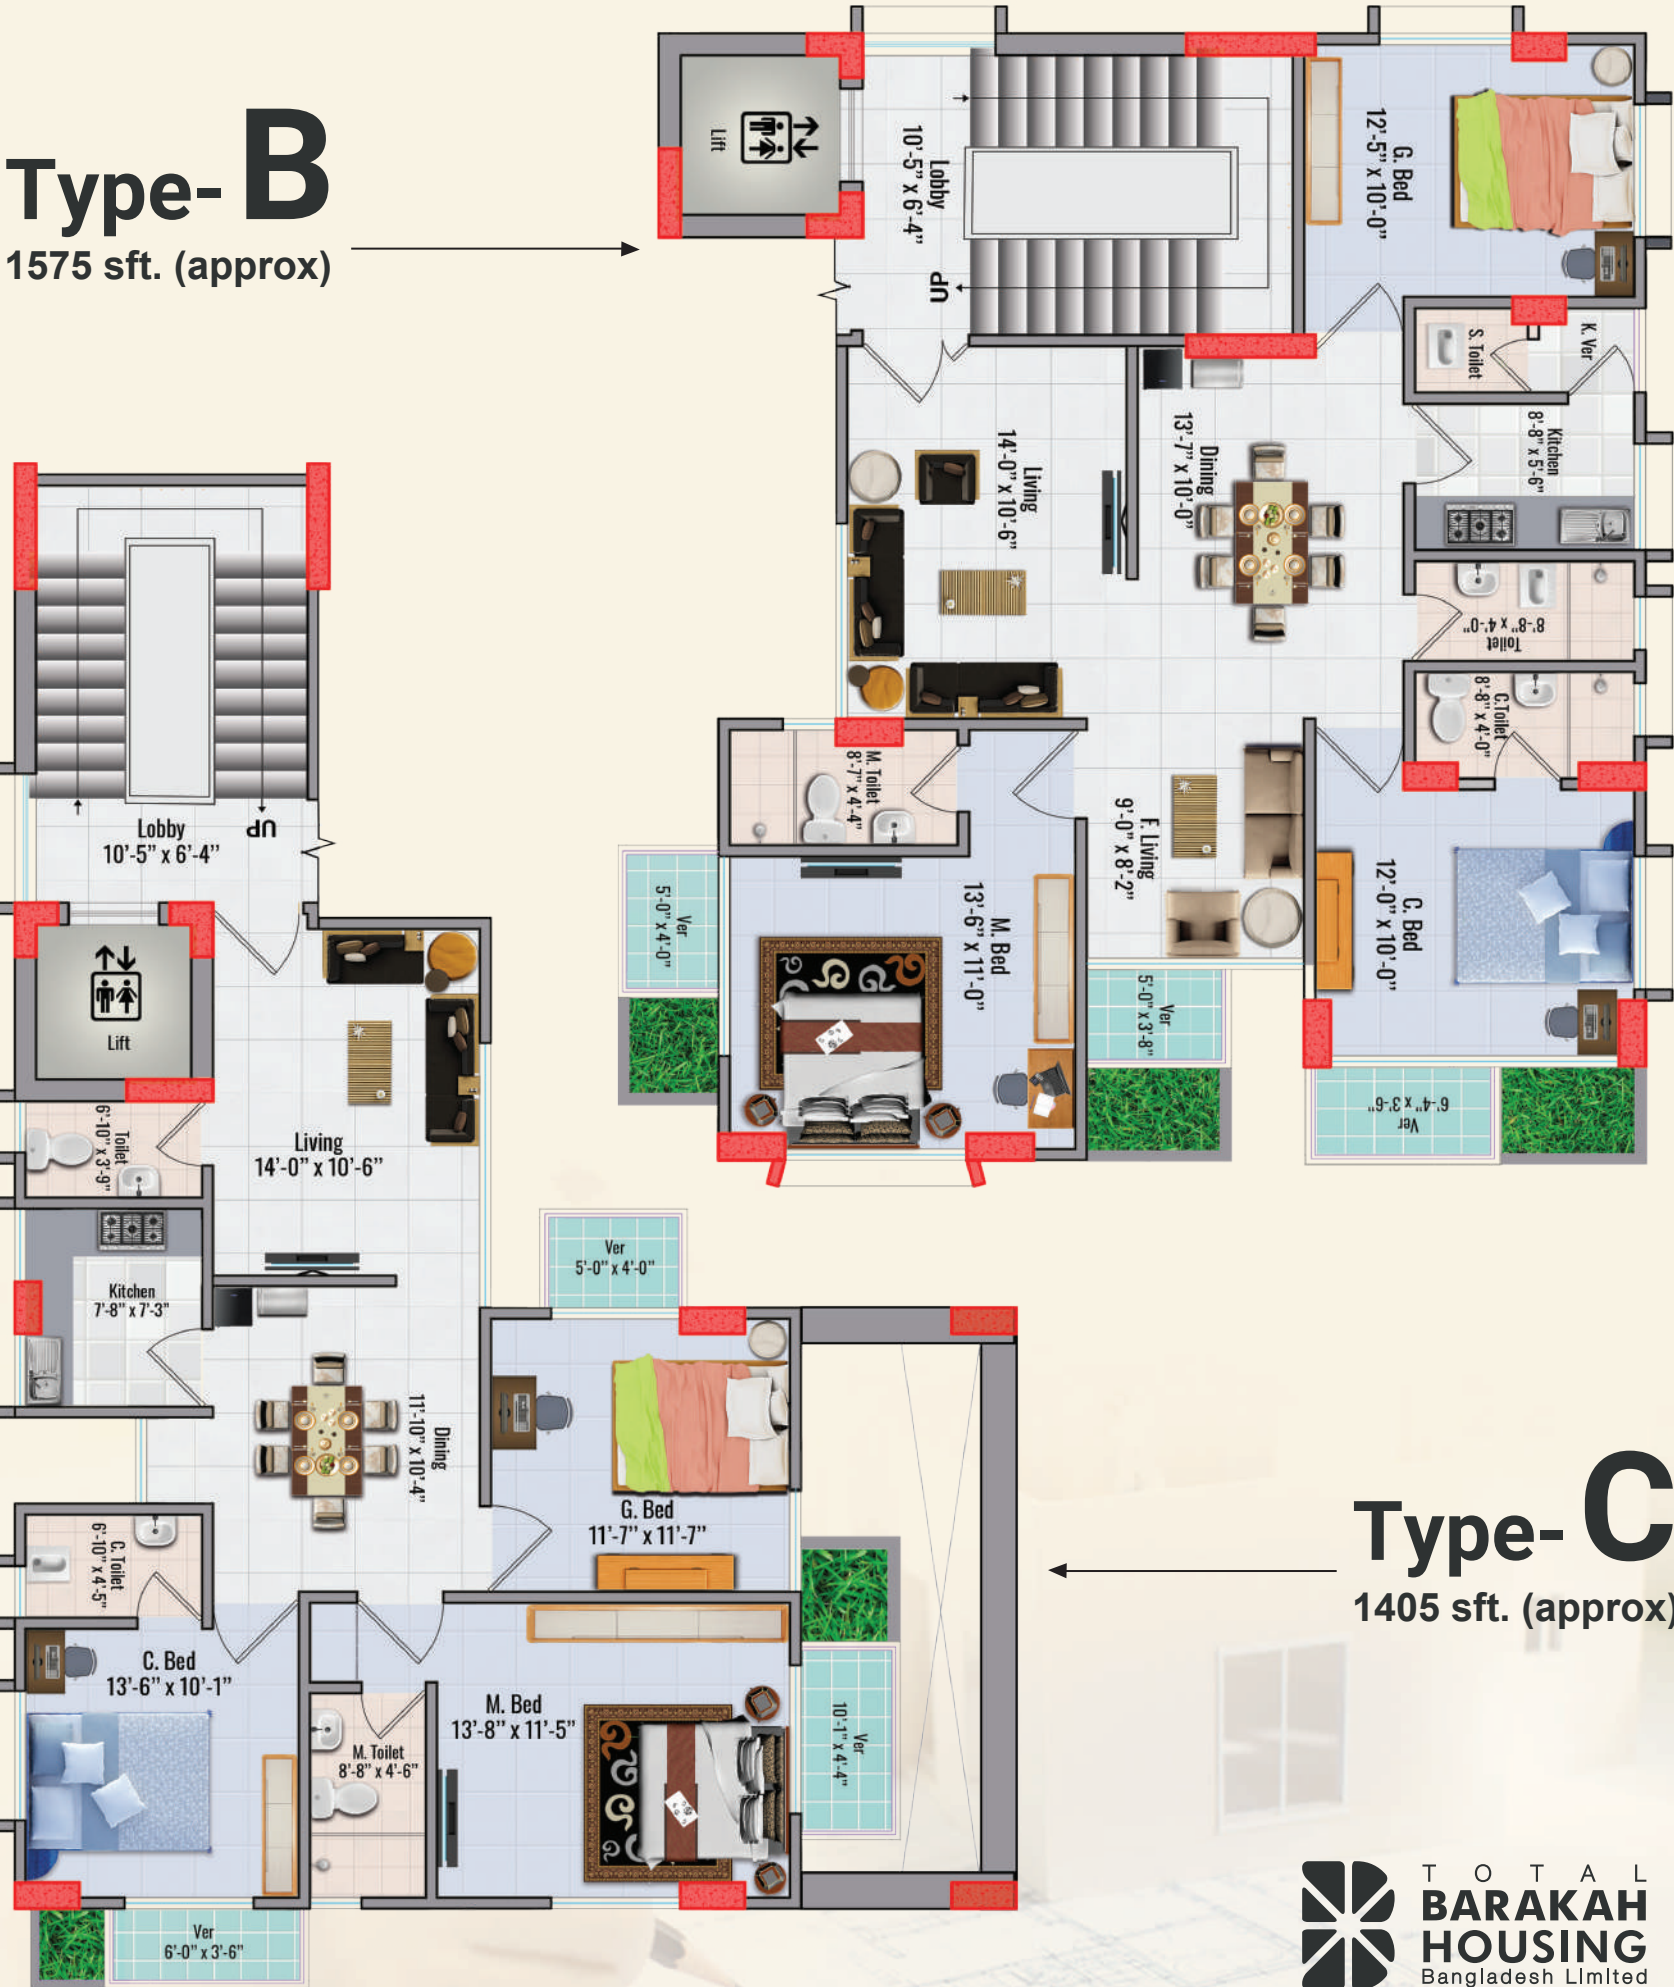 Type-B
1575 sft. (approx)
Lift
Lobby
10'-5" x 6'-4"
UP
G. Bed
12'-5" x 10'-0"
S. Toilet
K. Ver
Kitchen
8'-8" x 5'-6"
Dining
13'-7" x 10'-0"
Living
14'-0" x 10'-6"
Toilet
8'-8" x 4'-0"
C.Toilet
8'-8" x 4'-0"
M. Toilet
8'-7" x 4'-4"
F. Living
9'-0" x 8'-2"
C. Bed
12'-0" x 10'-0"
M. Bed
13'-6" x 11'-0"
Ver
5'-0" x 4'-0"
Ver
5'-0" x 3'-8"
Ver
6'-4" x 3'-6"
Lobby
10'-5" x 6'-4"
UP
Lift
Toilet
6'-10" x 3'-9"
Living
14'-0" x 10'-6"
Kitchen
7'-8" x 7'-3"
Ver
5'-0" x 4'-0"
Dining
11'-10" x 10'-4"
G. Bed
11'-7" x 11'-7"
C. Toilet
6'-10" x 4'-5"
C. Bed
13'-6" x 10'-1"
M. Bed
13'-8" x 11'-5"
M. Toilet
8'-8" x 4'-6"
Ver
10'-1" x 4'-4"
Ver
6'-0" x 3'-6"
Type-C
1405 sft. (approx)
TOTAL
BARAKAH
HOUSING
Bangladesh Limited